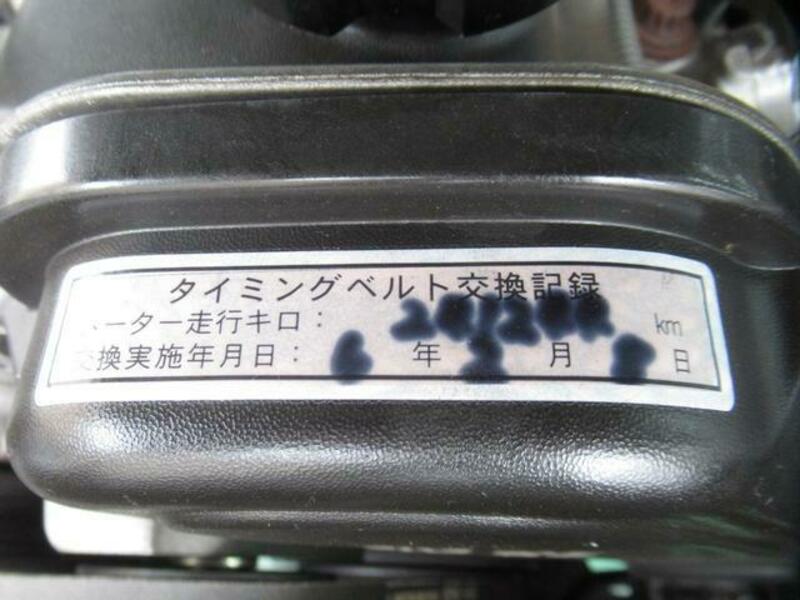 タイミングベルト交換記録
メーター走行キロ: km
交換実施年月日: 6 年 月 日